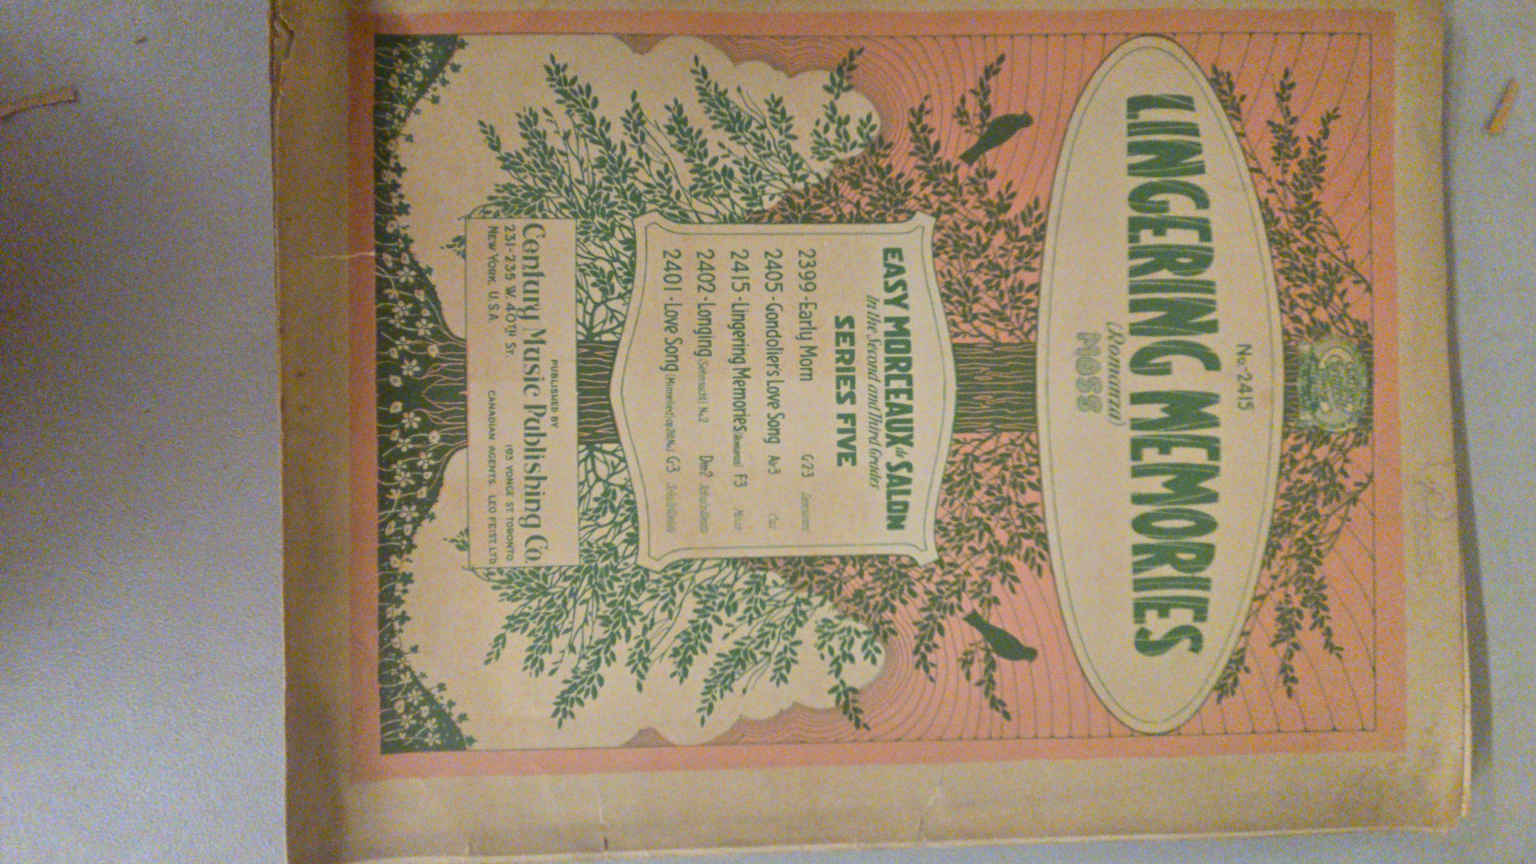 No. 2415
LINGERING MEMORIES
(Romanza)
MOSS
EASY MORCEAUX de SALON
In the Second and Third Grades
SERIES FIVE
2399 - Early Morn G 2-3
2405 - Gondolier's Love Song
2415 - Lingering Memories F 3
2402 - Longing No. 2
2401 - Love Song G 3
PUBLISHED BY
Century Music Publishing Co.
231-235 W. 40TH ST. 193 YONGE ST. TORONTO
NEW YORK, U.S.A. CANADIAN AGENTS. LEO FEIST LTD.